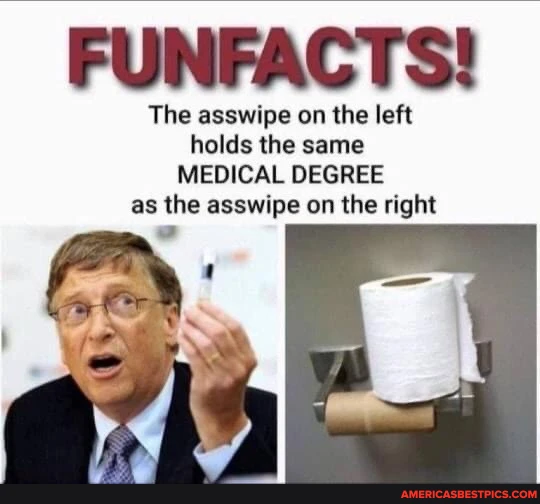 FUNFACTS!
The asswipe on the left
holds the same
MEDICAL DEGREE
as the asswipe on the right
AMERICASBESTPICS.COM